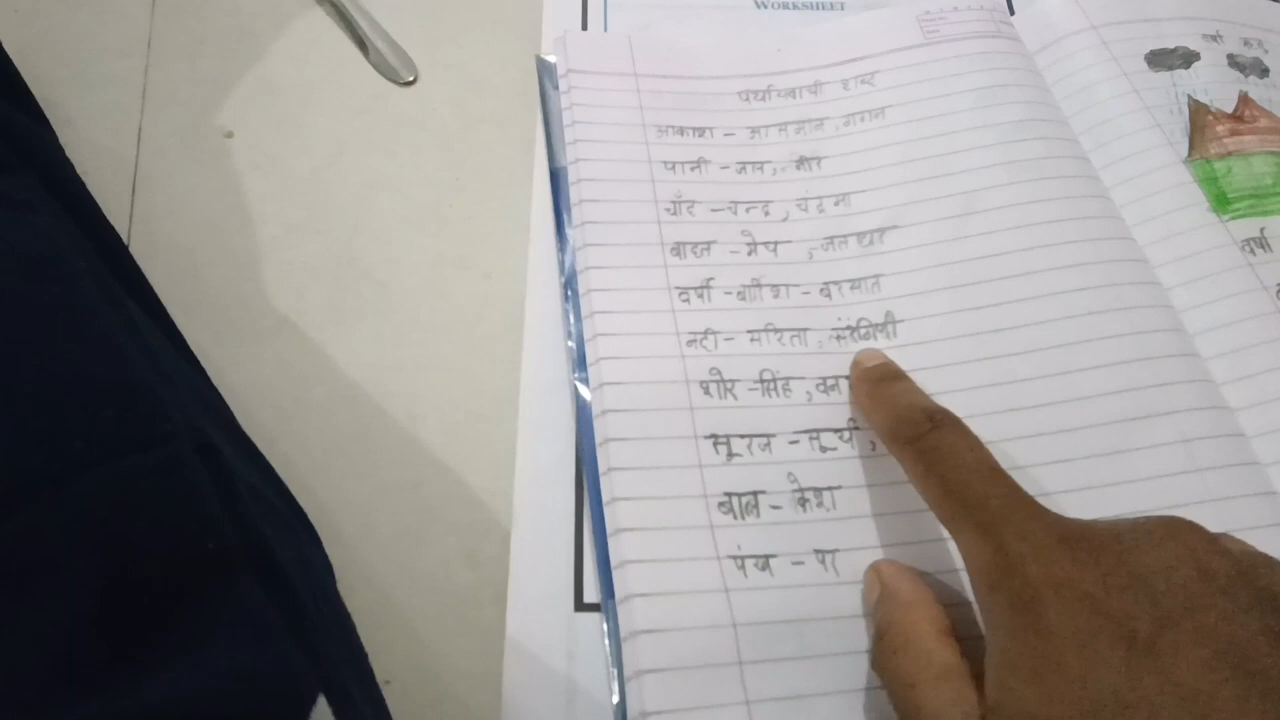 WORKSHEET
पर्यायवाची शब्द
आकाश - आसमान, गगन
पानी - जल, नीर
चाँद - चन्द्र, चंद्रमा
बादल - मेघ, जलधर
वर्षा - बारिश - बरसात
नदी - सरिता,
शेर - सिंह, वन
सूरज - सूर्य,
बाल - केश
पंख - पर
वर्षा
वर्षा